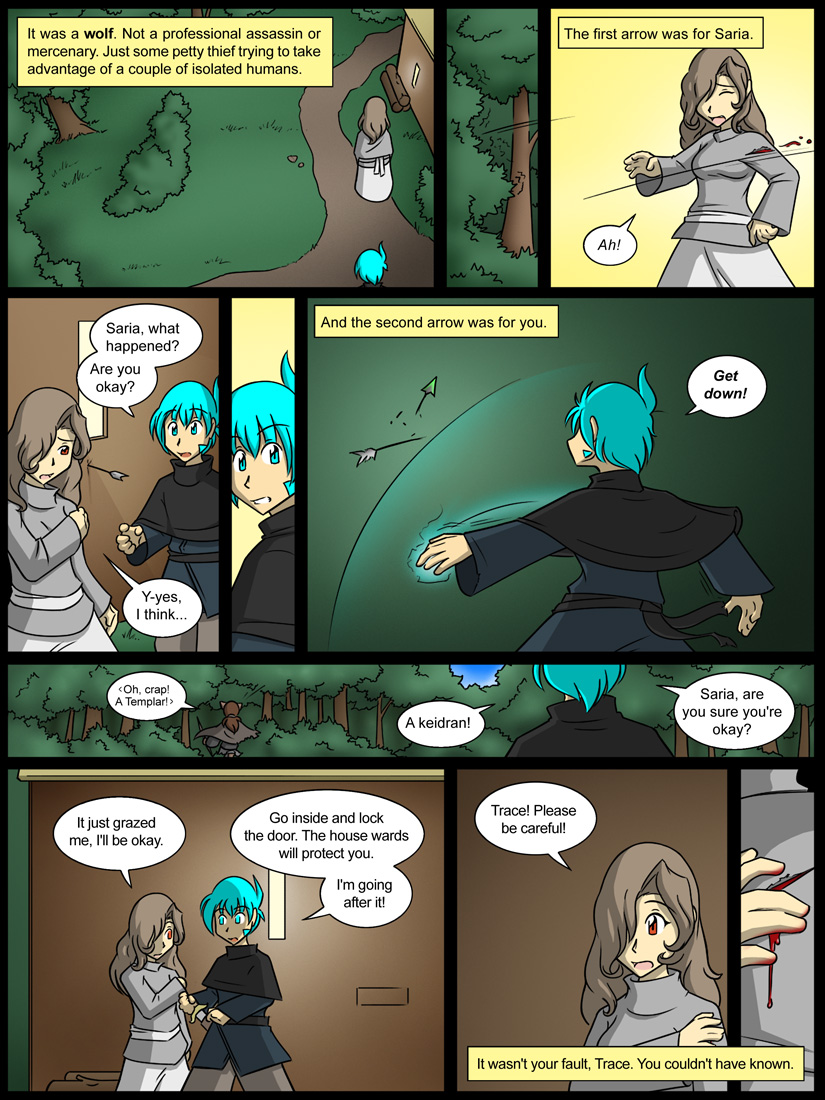 It was a wolf. Not a professional assassin or
mercenary. Just some petty thief trying to take
advantage of a couple of isolated humans.
The first arrow was for Saria.
Ah!
Saria, what
happened?
Are you
okay?
Y-yes,
I think...
And the second arrow was for you.
Get
down!
‹Oh, crap!
A Templar!›
A keidran!
Saria, are
you sure you're
okay?
It just grazed
me, I'll be okay.
Go inside and lock
the door. The house wards
will protect you.
I'm going
after it!
Trace! Please
be careful!
It wasn't your fault, Trace. You couldn't have known.